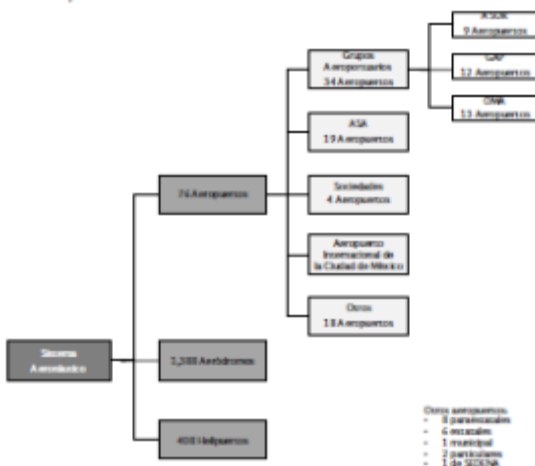 ASUR
9 Aeropuertos
Grupos
Aeroportuarios
34 Aeropuertos
GAP
12 Aeropuertos
OMA
13 Aeropuertos
ASA
19 Aeropuertos
76 Aeropuertos
Sociedades
4 Aeropuertos
Aeropuerto
Internacional de
la Ciudad de México
Otros
18 Aeropuertos
Sistema
Aeronáutico
1,388 Aeródromos
408 Helipuertos
Otros aeropuertos:
- 8 paraestatales
- 6 estatales
- 1 municipal
- 2 particulares
- 1 de SEDENA